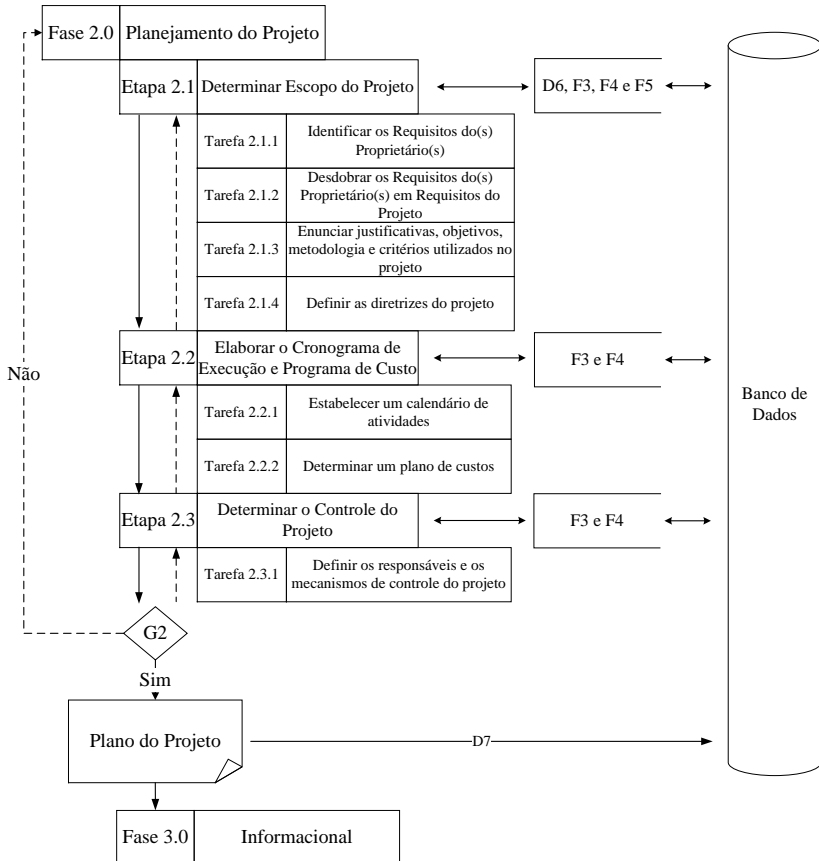 Fase 2.0
Planejamento do Projeto
Etapa 2.1
Determinar Escopo do Projeto
D6, F3, F4 e F5
Tarefa 2.1.1
Identificar os Requisitos do(s)
Proprietário(s)
Tarefa 2.1.2
Desdobrar os Requisitos do(s)
Proprietário(s) em Requisitos do
Projeto
Tarefa 2.1.3
Enunciar justificativas, objetivos,
metodologia e critérios utilizados no
projeto
Tarefa 2.1.4
Definir as diretrizes do projeto
Etapa 2.2
Elaborar o Cronograma de
Execução e Programa de Custo
F3 e F4
Não
Banco de
Dados
Tarefa 2.2.1
Estabelecer um calendário de
atividades
Tarefa 2.2.2
Determinar um plano de custos
Etapa 2.3
Determinar o Controle do
Projeto
F3 e F4
Tarefa 2.3.1
Definir os responsáveis e os
mecanismos de controle do projeto
G2
Sim
Plano do Projeto
D7
Fase 3.0
Informacional